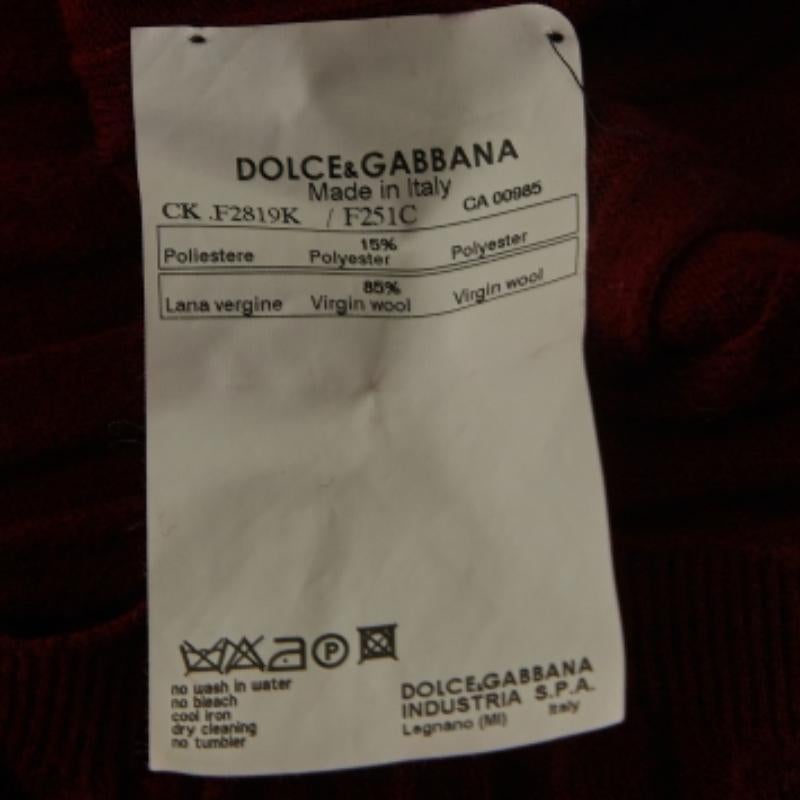 DOLCE&GABBANA
Made in Italy
CK .F2819K / F251C CA 00985
15%
Poliestere Polyester Polyester
85%
Lana vergine Virgin wool Virgin wool
P
no wash in water
no bleach
cool iron
dry cleaning
no tumbler
DOLCE&GABBANA
INDUSTRIA S.P.A.
Legnano (MI) Italy